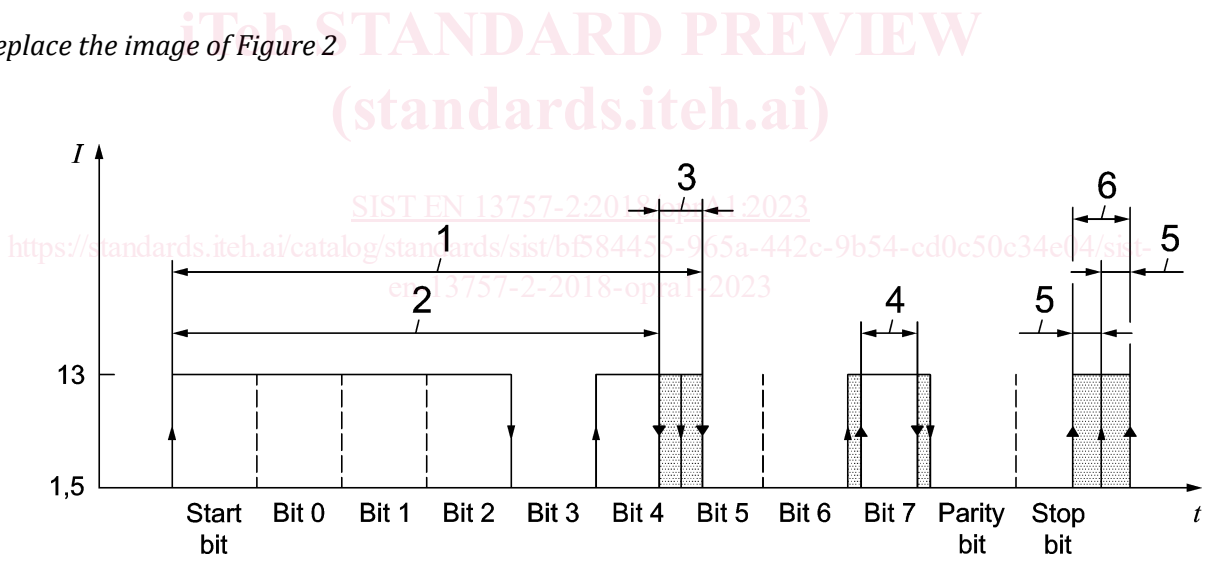 eplace the image of Figure 2
iTeh STANDARD PREVIEW
(standards.iteh.ai)
I
3
6
SIST EN 13757-2:2018/oprA1:2023
1
5
https://standards.iteh.ai/catalog/standards/sist/bf584455-965a-442c-9b54-cd0c50c34e04/sist-
en-13757-2-2018-opra1-2023
2
4
5
13
1,5
Start bit
Bit 0
Bit 1
Bit 2
Bit 3
Bit 4
Bit 5
Bit 6
Bit 7
Parity bit
Stop bit
t